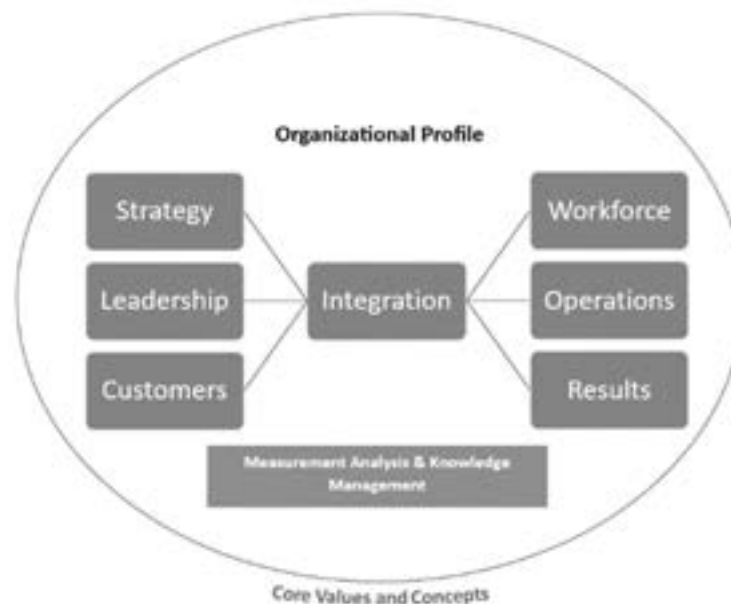 Organizational Profile
Strategy
Workforce
Leadership
Integration
Operations
Customers
Results
Measurement Analysis & Knowledge
Management
Core Values and Concepts